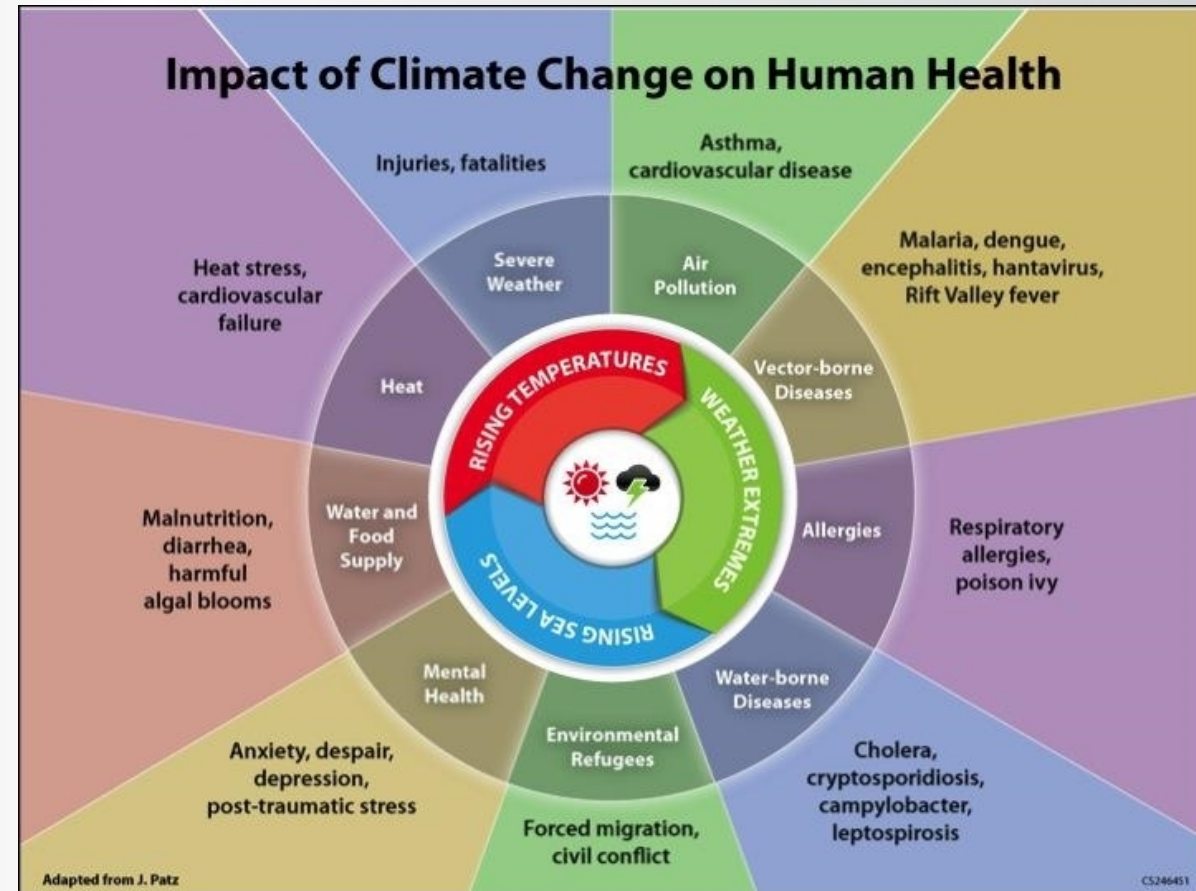 Impact of Climate Change on Human Health
Injuries, fatalities
Asthma,
cardiovascular disease
Severe
Weather
Air
Pollution
Malaria, dengue,
encephalitis, hantavirus,
Rift Valley fever
Heat stress,
cardiovascular
failure
Heat
Vector-borne
Diseases
RISING TEMPERATURES
WEATHER EXTREMES
RISING SEA LEVELS
Malnutrition,
diarrhea,
harmful
algal blooms
Water and
Food
Supply
Allergies
Respiratory
allergies,
poison ivy
Mental
Health
Water-borne
Diseases
Environmental
Refugees
Anxiety, despair,
depression,
post-traumatic stress
Forced migration,
civil conflict
Cholera,
cryptosporidiosis,
campylobacter,
leptospirosis
Adapted from J. Patz
CS246451